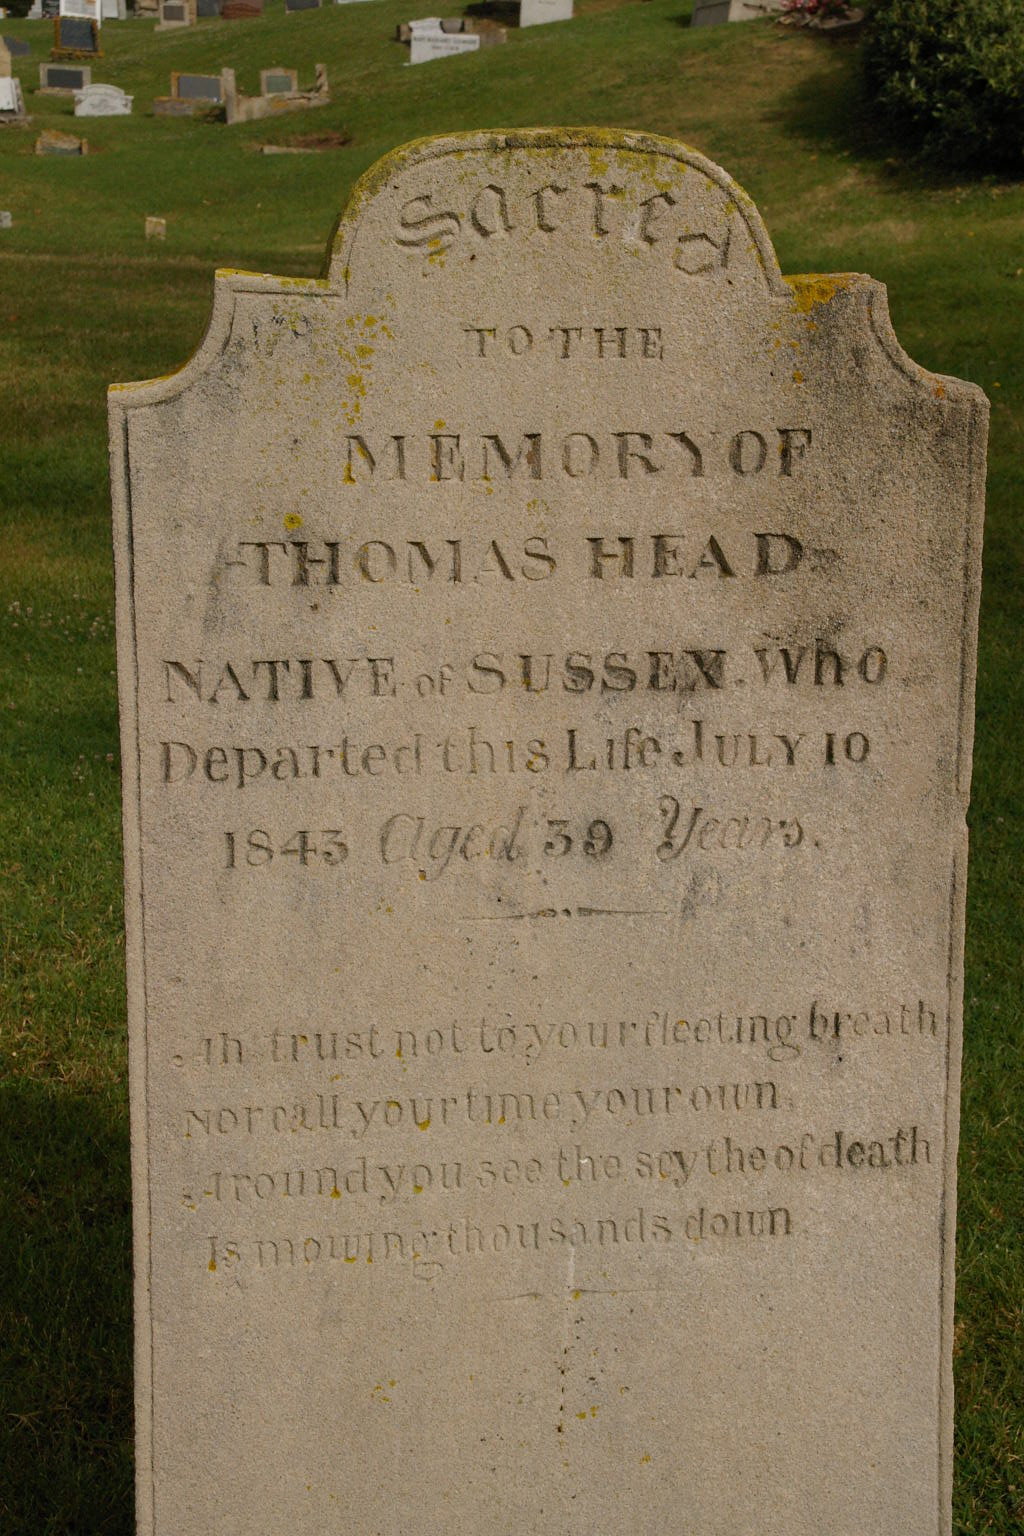 Sacred
TO THE
MEMORY OF
THOMAS HEAD
NATIVE of SUSSEX. Who
Departed this Life JULY 10
1843 Aged 39 Years.
Ah trust not to your fleeting breath
Nor call your time your own
Around you see the scythe of death
Is mowing thousands down